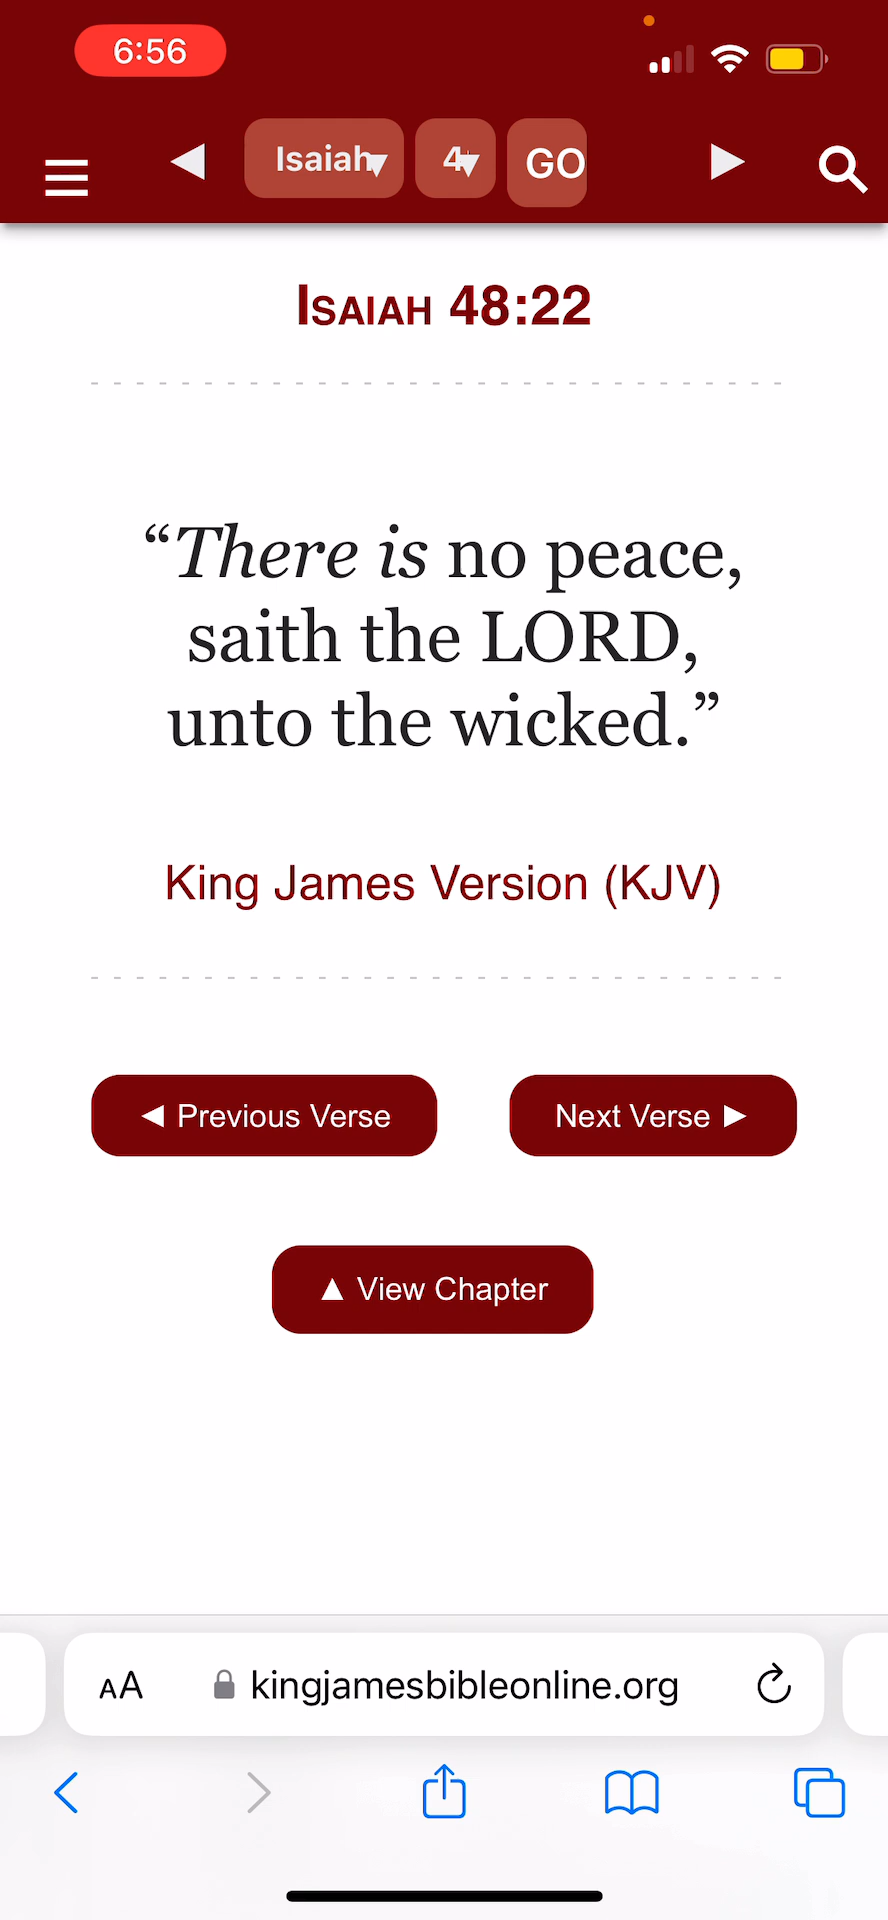 6:56
Isaiah 4 GO
Isaiah 48:22
“There is no peace,
saith the LORD,
unto the wicked.”
King James Version (KJV)
◄ Previous Verse Next Verse ►
▲ View Chapter
AA kingjamesbibleonline.org